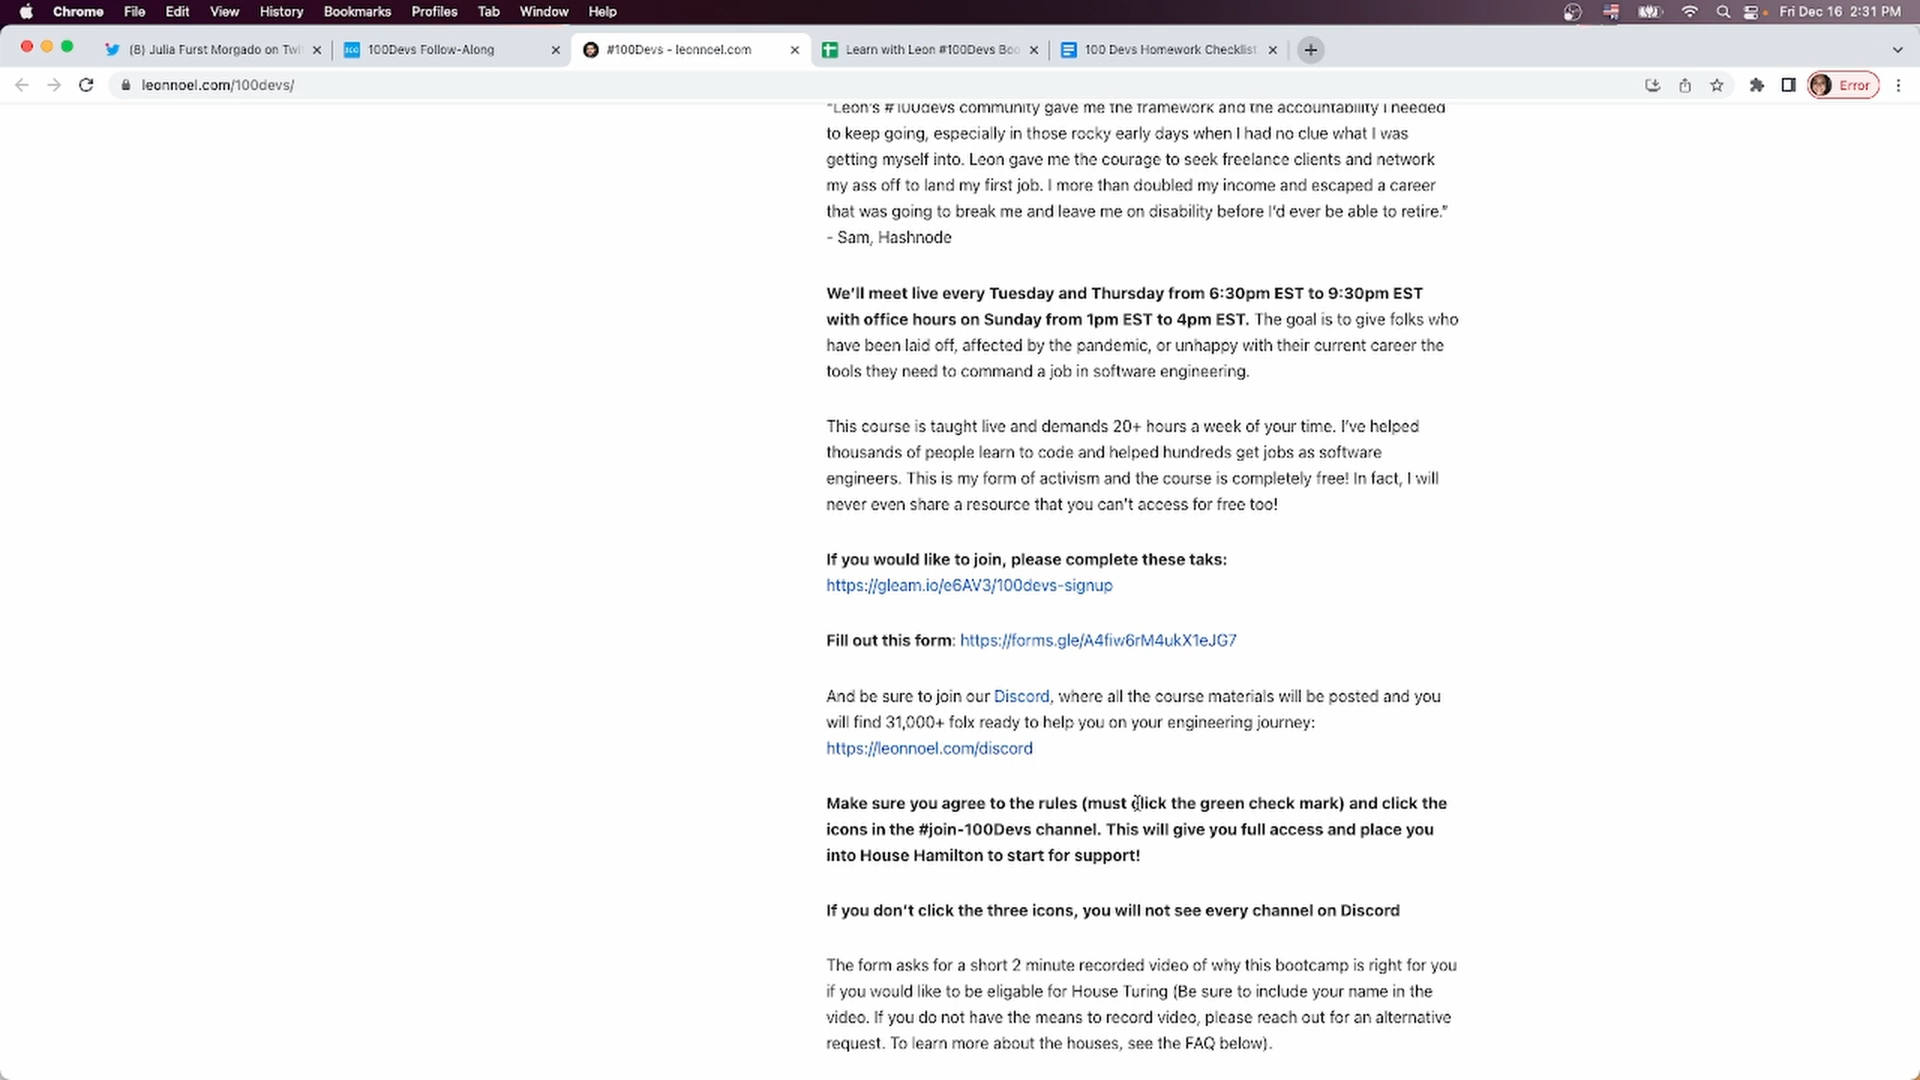 Chrome File Edit View History Bookmarks Profiles Tab Window Help Fri Dec 16 2:31 PM
(8) Julia Furst Morgado on Twi 100Devs Follow-Along #100Devs - leonnoel.com Learn with Leon #100Devs Boo 100 Devs Homework Checklist
leonnoel.com/100devs/ Error
"Leon's #100devs community gave me the framework and the accountability I needed
to keep going, especially in those rocky early days when I had no clue what I was
getting myself into. Leon gave me the courage to seek freelance clients and network
my ass off to land my first job. I more than doubled my income and escaped a career
that was going to break me and leave me on disability before I'd ever be able to retire."
- Sam, Hashnode
We'll meet live every Tuesday and Thursday from 6:30pm EST to 9:30pm EST
with office hours on Sunday from 1pm EST to 4pm EST. The goal is to give folks who
have been laid off, affected by the pandemic, or unhappy with their current career the
tools they need to command a job in software engineering.
This course is taught live and demands 20+ hours a week of your time. I've helped
thousands of people learn to code and helped hundreds get jobs as software
engineers. This is my form of activism and the course is completely free! In fact, I will
never even share a resource that you can't access for free too!
If you would like to join, please complete these taks:
https://gleam.io/e6AV3/100devs-signup
Fill out this form: https://forms.gle/A4fiw6rM4ukX1eJG7
And be sure to join our Discord, where all the course materials will be posted and you
will find 31,000+ folx ready to help you on your engineering journey:
https://leonnoel.com/discord
Make sure you agree to the rules (must click the green check mark) and click the
icons in the #join-100Devs channel. This will give you full access and place you
into House Hamilton to start for support!
If you don't click the three icons, you will not see every channel on Discord
The form asks for a short 2 minute recorded video of why this bootcamp is right for you
if you would like to be eligable for House Turing (Be sure to include your name in the
video. If you do not have the means to record video, please reach out for an alternative
request. To learn more about the houses, see the FAQ below).